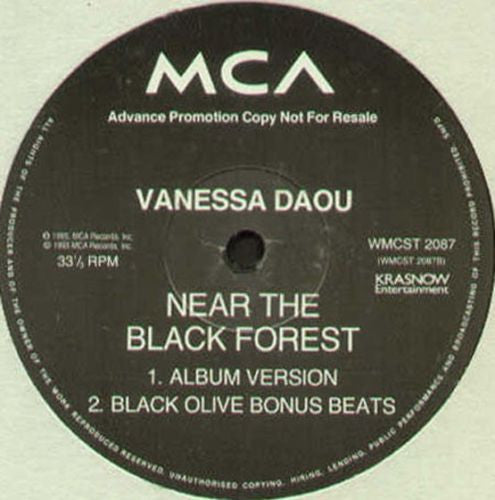 MCA
Advance Promotion Copy Not For Resale
VANESSA DAOU
℗ 1995, MCA Records, Inc.
© 1995 MCA Records, Inc.
33⅓ RPM
WMCST 2087
(WMCST 2087B)
KRASNOW
Entertainment
NEAR THE
BLACK FOREST
1. ALBUM VERSION
2. BLACK OLIVE BONUS BEATS
ALL RIGHTS OF THE PRODUCER AND OF THE OWNER OF THE WORK REPRODUCED RESERVED. UNAUTHORISED COPYING, HIRING, LENDING, PUBLIC PERFORMANCE AND BROADCASTING OF THIS RECORD PROHIBITED.